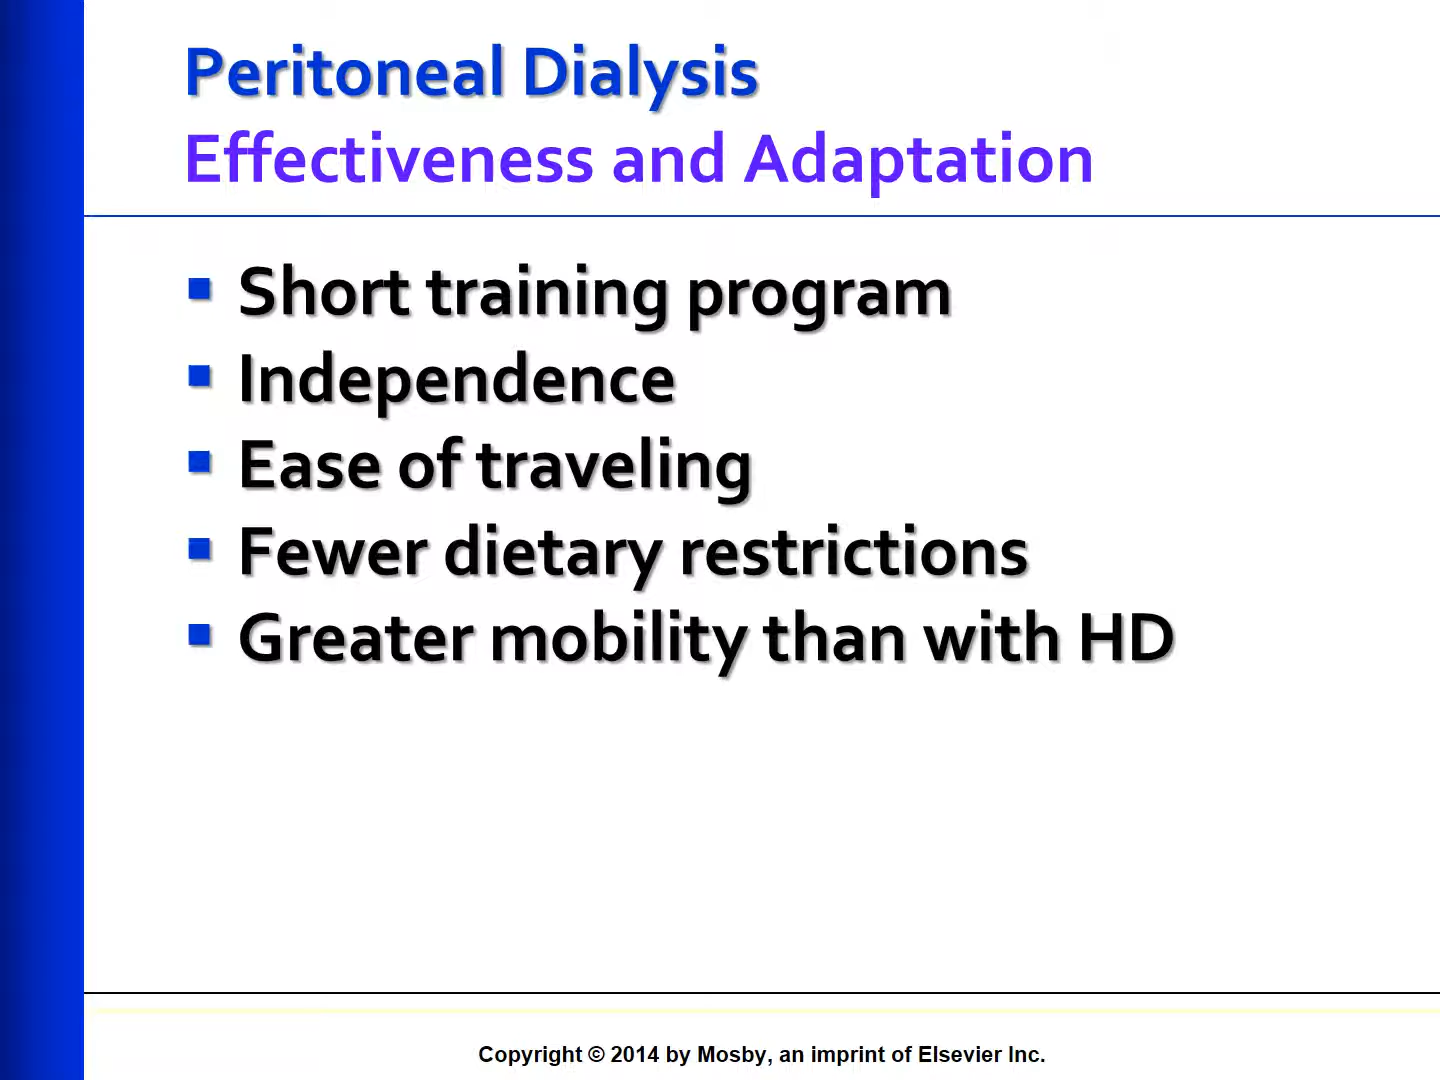 Peritoneal Dialysis
Effectiveness and Adaptation
▪ Short training program
▪ Independence
▪ Ease of traveling
▪ Fewer dietary restrictions
▪ Greater mobility than with HD
Copyright © 2014 by Mosby, an imprint of Elsevier Inc.